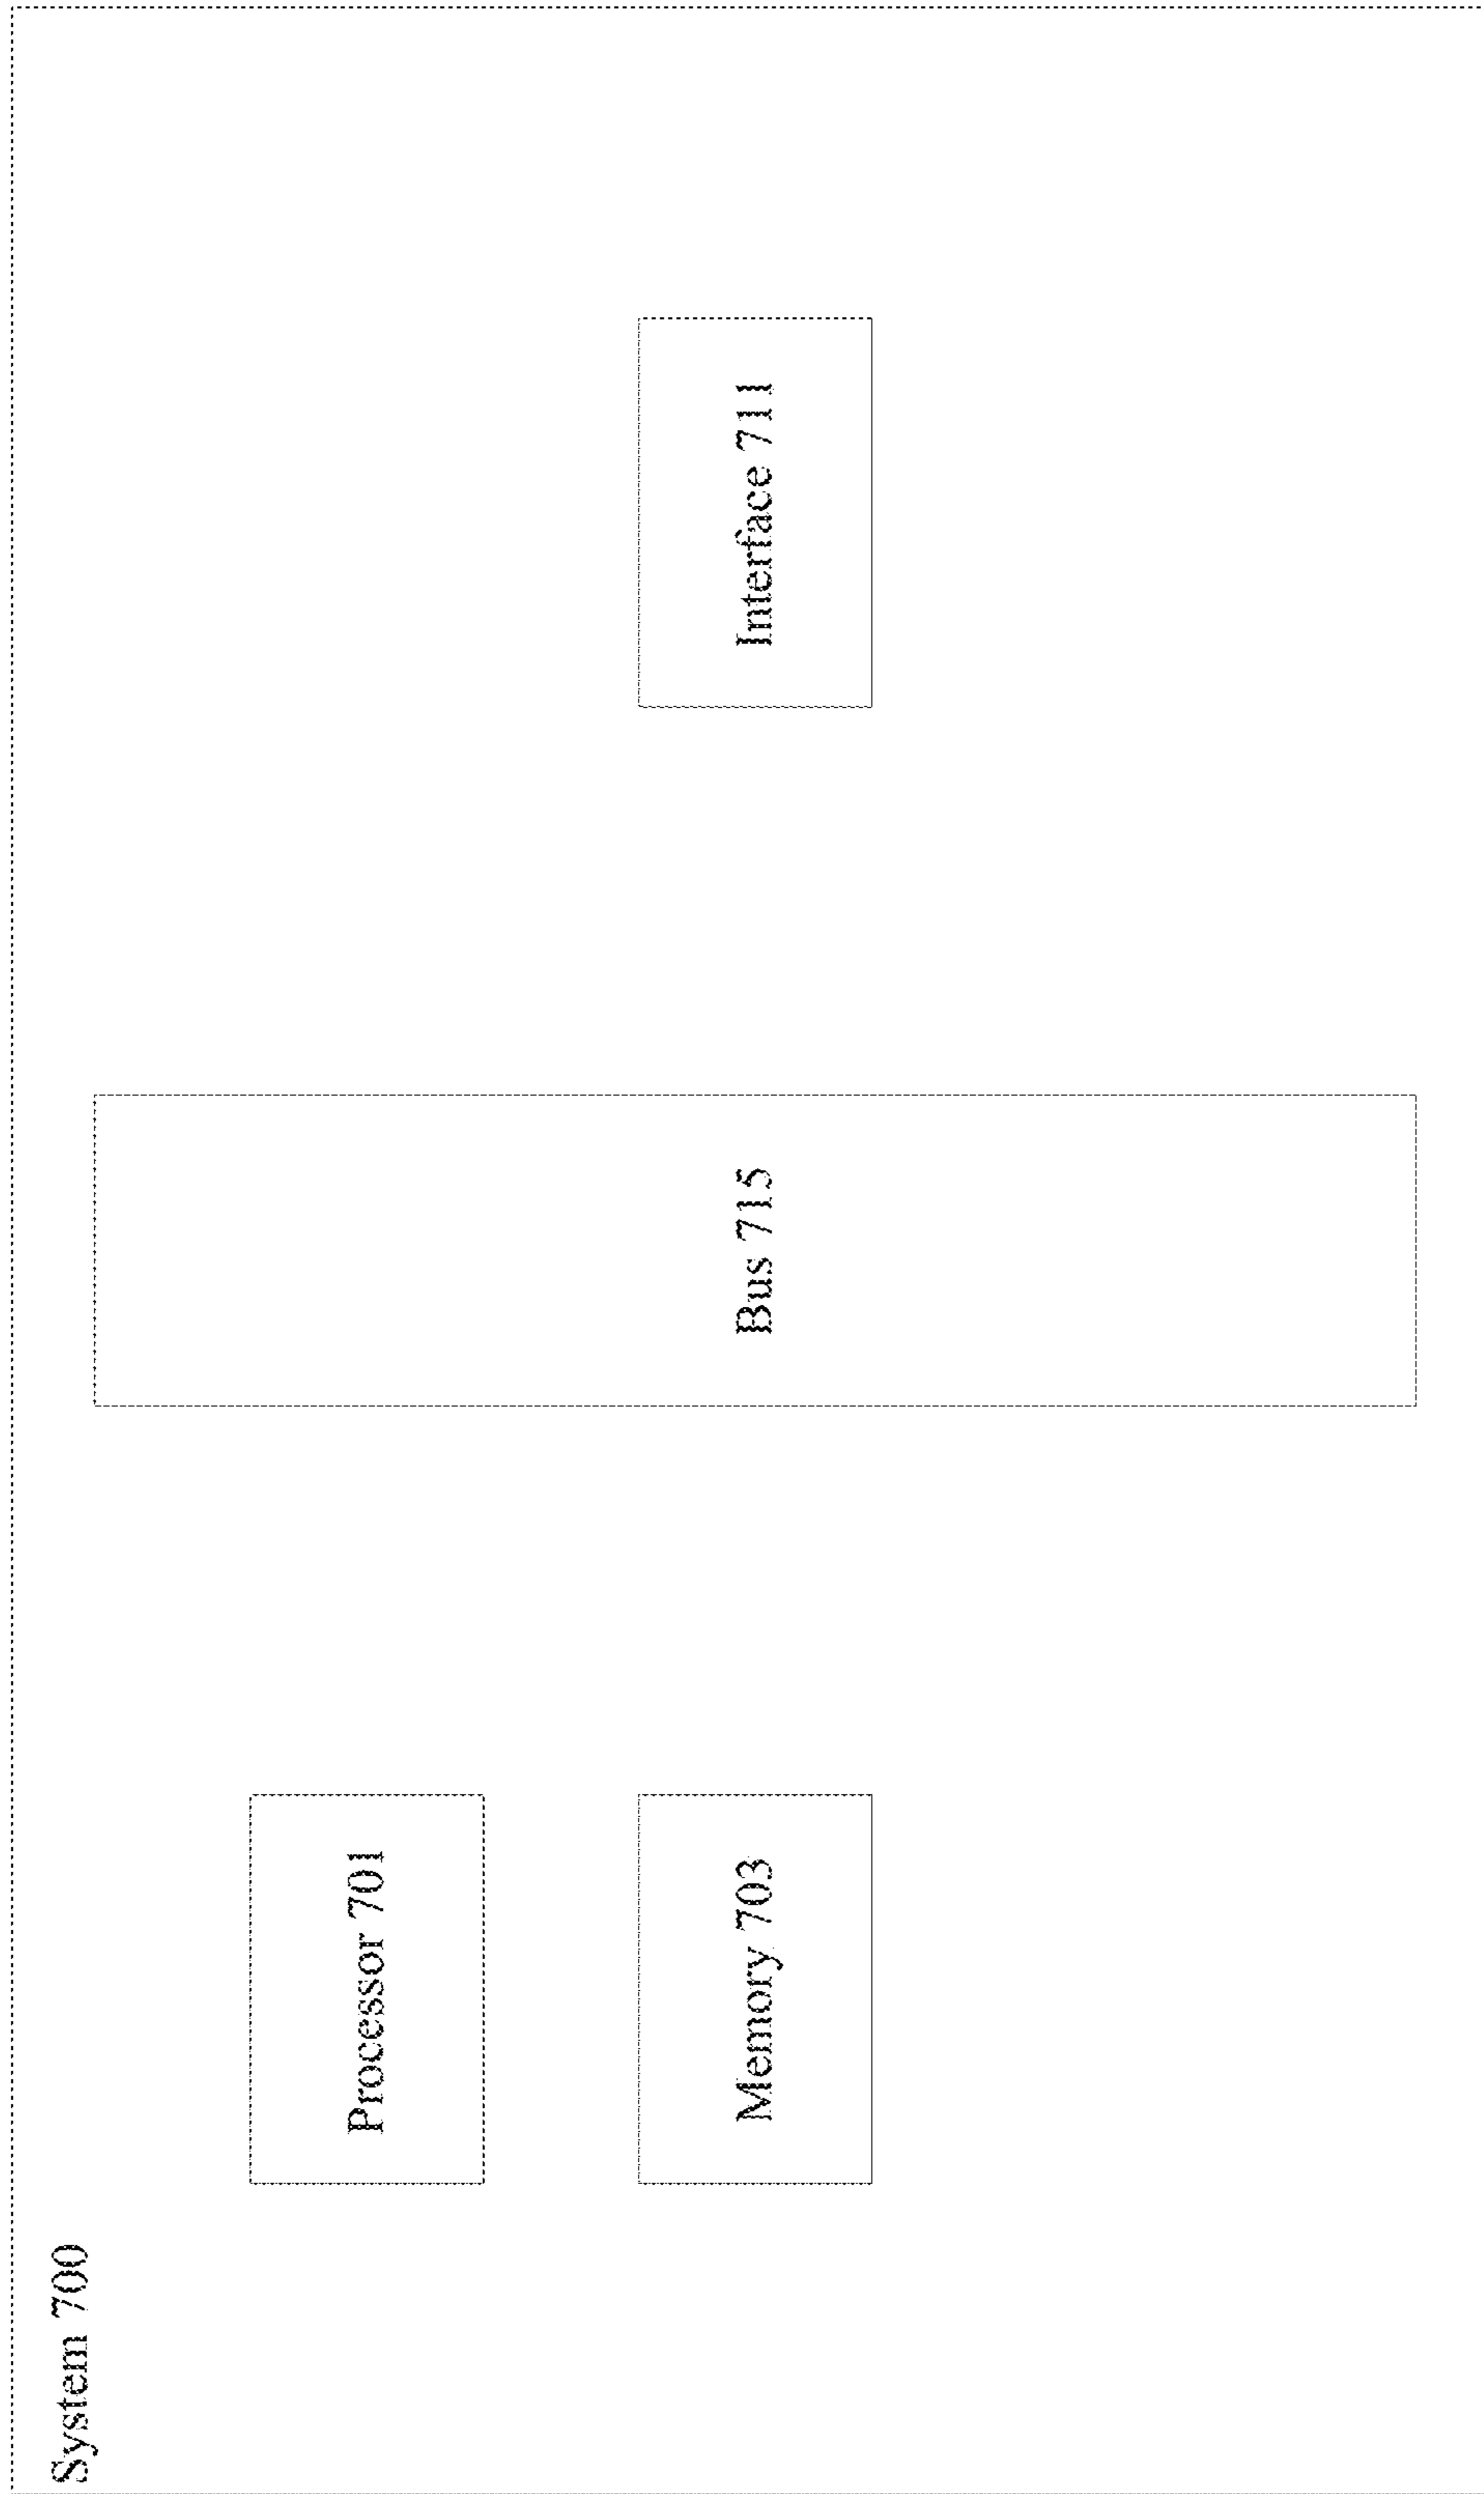 System 700
Processor 701
Memory 703
Bus 715
Interface 711